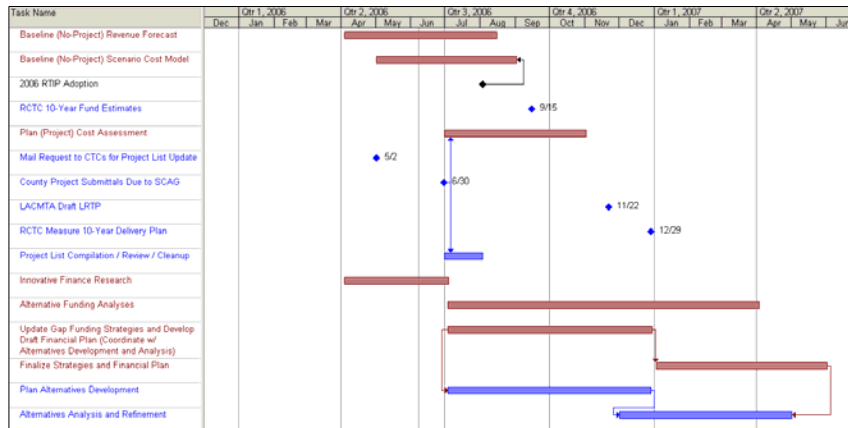 Task Name
Qtr 1, 2006 Qtr 2, 2006 Qtr 3, 2006 Qtr 4, 2006 Qtr 1, 2007 Qtr 2, 2007
Dec Jan Feb Mar Apr May Jun Jul Aug Sep Oct Nov Dec Jan Feb Mar Apr May Jun
Baseline (No-Project) Revenue Forecast
Baseline (No-Project) Scenario Cost Model
2006 RTIP Adoption
RCTC 10-Year Fund Estimates 9/15
Plan (Project) Cost Assessment
Mail Request to CTCs for Project List Update 5/2
County Project Submittals Due to SCAG 6/30
LACMTA Draft LRTP 11/22
RCTC Measure 10-Year Delivery Plan 12/29
Project List Compilation / Review / Cleanup
Innovative Finance Research
Alternative Funding Analyses
Update Gap Funding Strategies and Develop
Draft Financial Plan (Coordinate w/
Alternatives Development and Analysis)
Finalize Strategies and Financial Plan
Plan Alternatives Development
Alternatives Analysis and Refinement